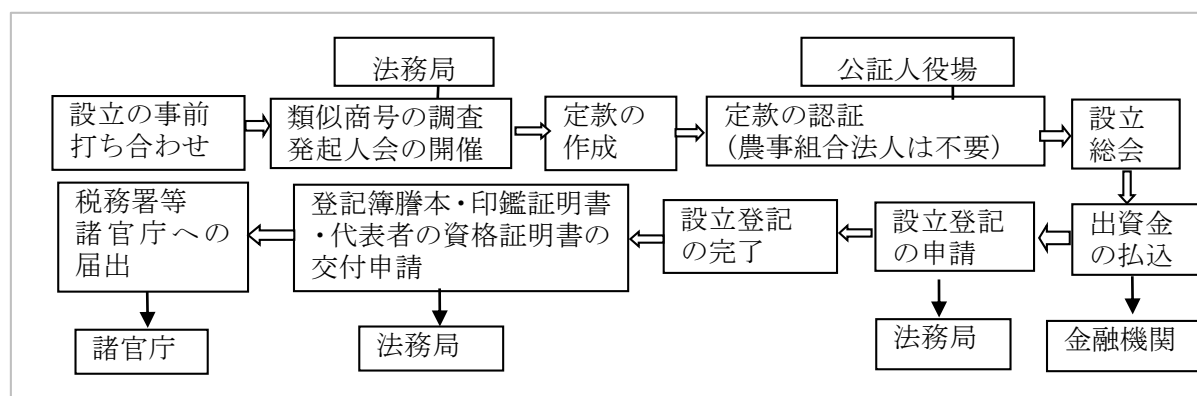 法務局
公証人役場
設立の事前
打ち合わせ
類似商号の調査
発起人会の開催
定款の
作成
定款の認証
（農事組合法人は不要）
設立
総会
税務署等
諸官庁への
届出
登記簿謄本・印鑑証明書
・代表者の資格証明書の
交付申請
設立登記
の完了
設立登記
の申請
出資金
の払込
諸官庁
法務局
法務局
金融機関